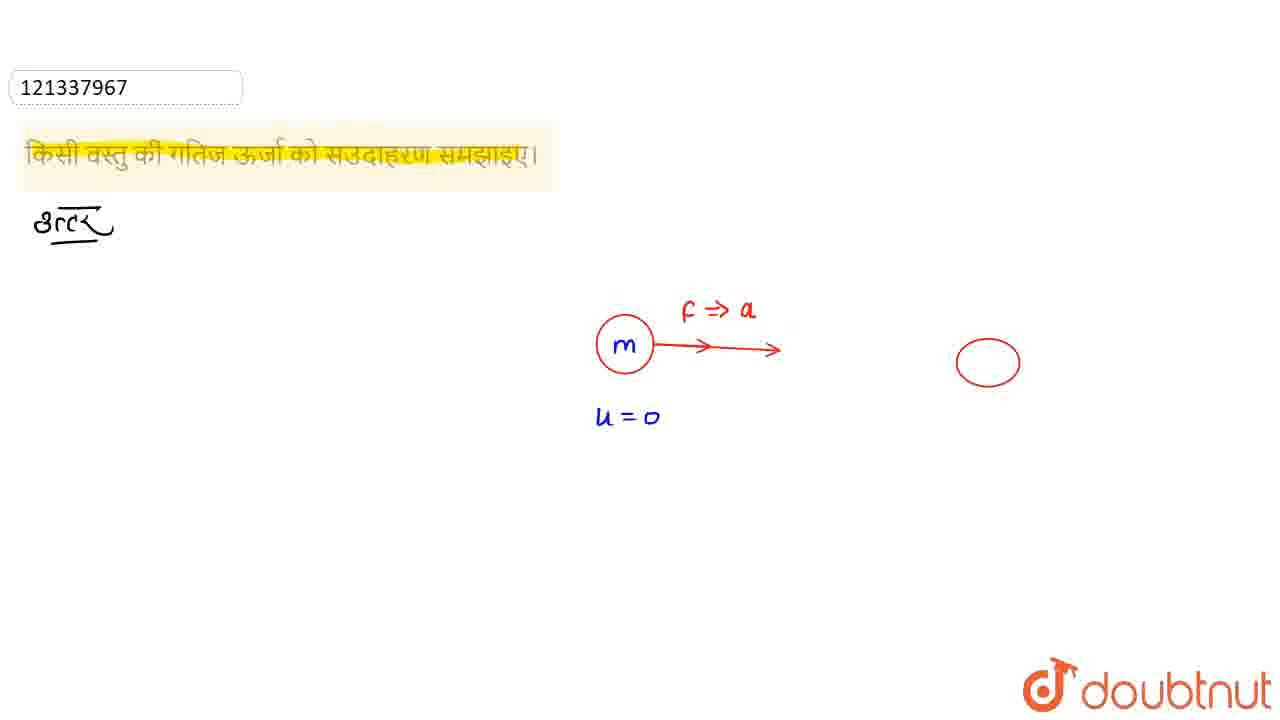 121337967
किसी वस्तु की गतिज ऊर्जा को सउदाहरण समझाइए।
उत्तर
F ⇒ a
m
u = 0
doubtnut